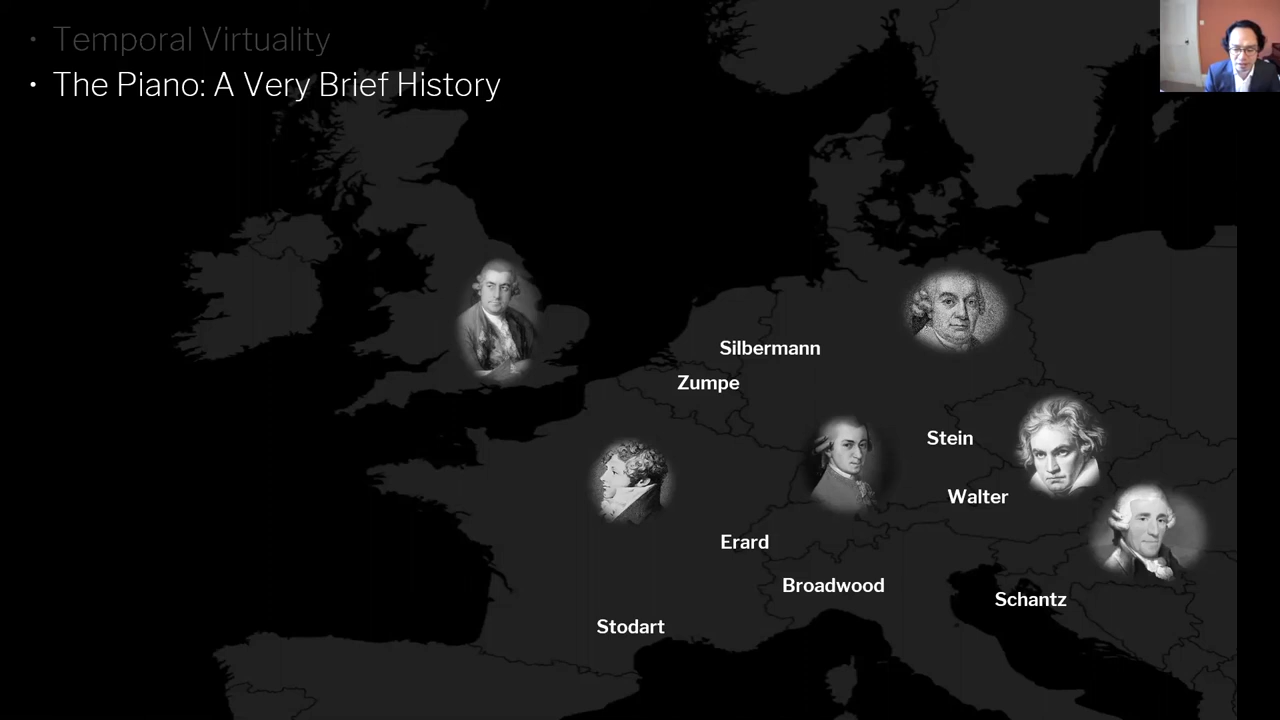 • Temporal Virtuality
• The Piano: A Very Brief History
Silbermann
Zumpe
Stein
Walter
Erard
Broadwood
Schantz
Stodart